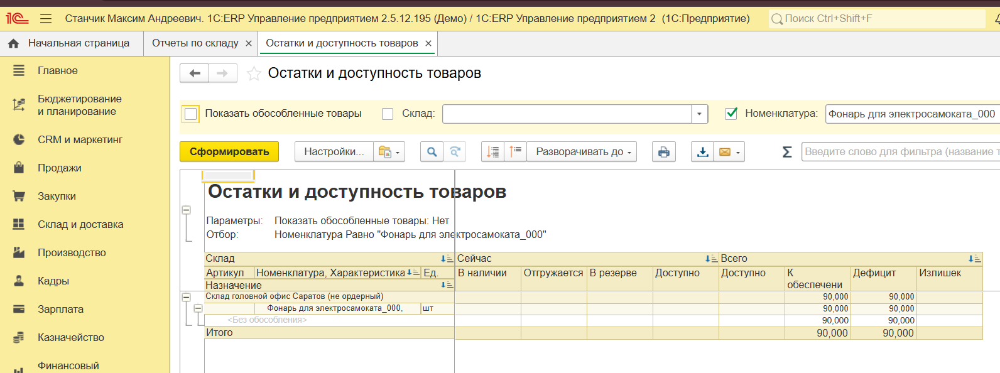 1С Станчик Максим Андреевич. 1С:ERP Управление предприятием 2.5.12.195 (Демо) / 1С:ERP Управление предприятием 2 (1С:Предприятие) Поиск Ctrl+Shift+F
Начальная страница Отчеты по складу × Остатки и доступность товаров ×
Главное
Бюджетирование
и планирование
CRM и маркетинг
Продажи
Закупки
Склад и доставка
Производство
Кадры
Зарплата
Казначейство
Финансовый
Остатки и доступность товаров
Показать обособленные товары Склад: Номенклатура: Фонарь для электросамоката_000
Сформировать Настройки... Разворачивать до Σ Введите слово для фильтра (название т
Остатки и доступность товаров
Параметры: Показать обособленные товары: Нет
Отбор: Номенклатура Равно "Фонарь для электросамоката_000"
Склад Сейчас Всего
Артикул Номенклатура, Характеристика Ед. В наличии Отгружается В резерве Доступно Доступно К Дефицит Излишек
Назначение обеспечени
Склад головной офис Саратов (не ордерный) 90,000 90,000
Фонарь для электросамоката_000, шт 90,000 90,000
<Без обособления> 90,000 90,000
Итого 90,000 90,000